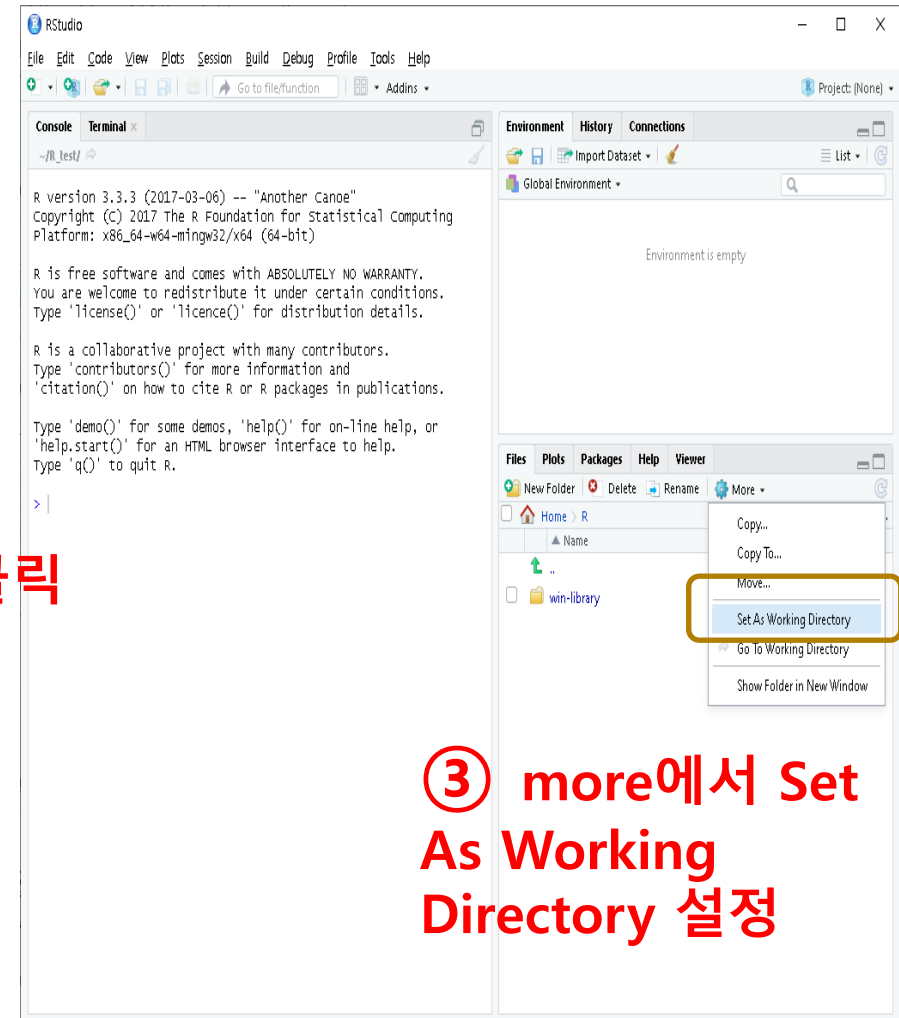 RStudio
File Edit Code View Plots Session Build Debug Profile Tools Help
Go to file/function Addins Project: (None)
Console Terminal
~/R_test/
R version 3.3.3 (2017-03-06) -- "Another Canoe"
Copyright (C) 2017 The R Foundation for Statistical Computing
Platform: x86_64-w64-mingw32/x64 (64-bit)
R is free software and comes with ABSOLUTELY NO WARRANTY.
You are welcome to redistribute it under certain conditions.
Type 'license()' or 'licence()' for distribution details.
R is a collaborative project with many contributors.
Type 'contributors()' for more information and
'citation()' on how to cite R or R packages in publications.
Type 'demo()' for some demos, 'help()' for on-line help, or
'help.start()' for an HTML browser interface to help.
Type 'q()' to quit R.
>
Environment History Connections
Import Dataset List
Global Environment
Environment is empty
Files Plots Packages Help Viewer
New Folder Delete Rename More
Home > R
Name
..
win-library
Copy...
Copy To...
Move...
Set As Working Directory
Go To Working Directory
Show Folder in New Window
릭
③ more에서 Set
As Working
Directory 설정